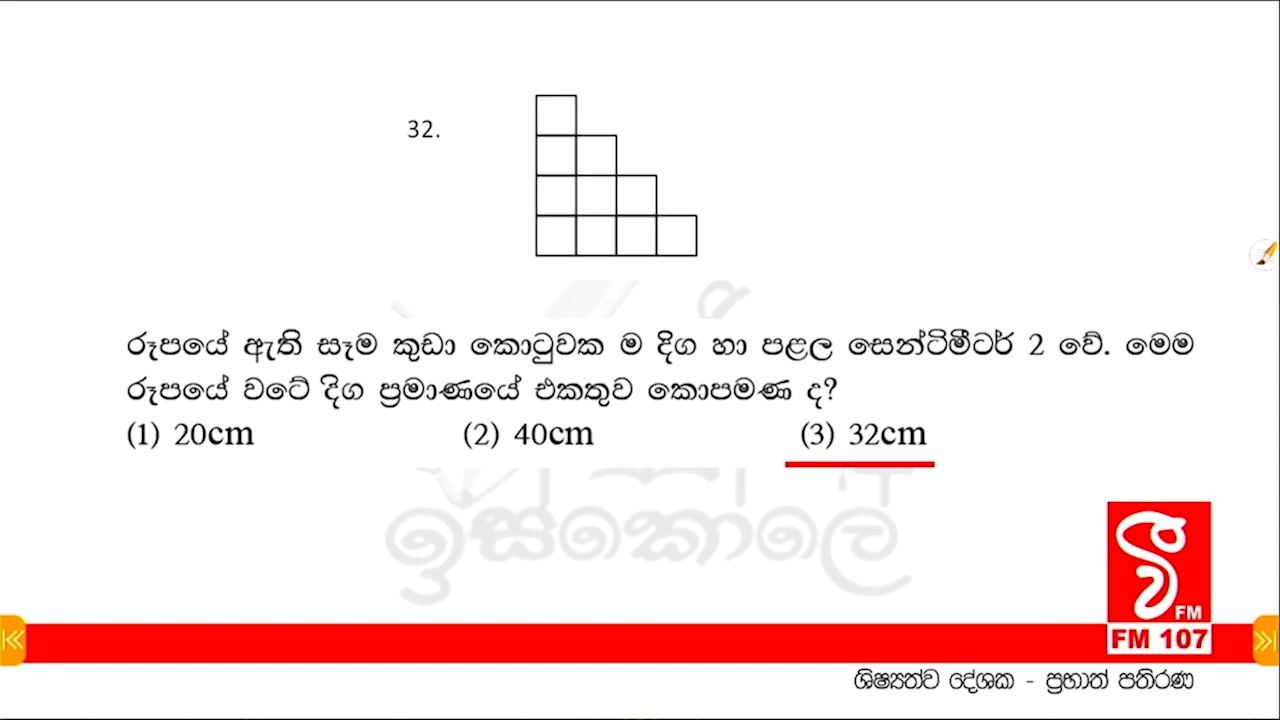 32.
රූපයේ ඇති සෑම කුඩා කොටුවක ම දිග හා පළල සෙන්ටිමීටර් 2 වේ. මෙම
රූපයේ වටේ දිග ප්‍රමාණයේ එකතුව කොපමණ ද?
(1) 20cm (2) 40cm (3) 32cm
ඉස්කොලේ
FM
FM 107
ශිෂ්‍යත්ව දේශක - ප්‍රභාත් පතිරණ